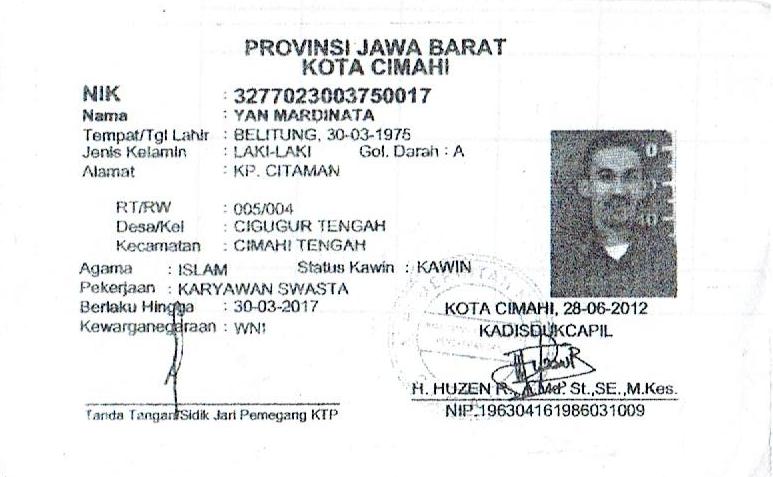 PROVINSI JAWA BARAT
KOTA CIMAHI
NIK : 3277023003750017
Nama : YAN MARDINATA
Tempat/Tgl Lahir : BELITUNG, 30-03-1975
Jenis Kelamin : LAKI-LAKI Gol. Darah : A
Alamat : KP. CITAMAN
RT/RW : 005/004
Desa/Kel : CIGUGUR TENGAH
Kecamatan : CIMAHI TENGAH
Agama : ISLAM Status Kawin : KAWIN
Pekerjaan : KARYAWAN SWASTA
Berlaku Hingga : 30-03-2017
Kewarganegaraan : WNI
KOTA CIMAHI, 28-06-2012
KADISDUKCAPIL
H. HUZEN R., A.Md. St.,SE.,M.Kes.
Tanda Tangan/Sidik Jari Pemegang KTP
NIP.196304161986031009